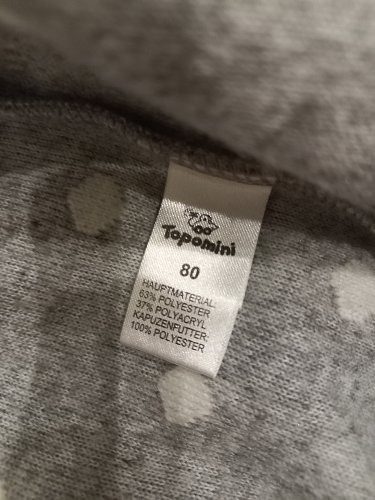 Topomini
80
HAUPTMATERIAL:
63% POLYESTER
37% POLYACRYL
KAPUZENFUTTER:
100% POLYESTER